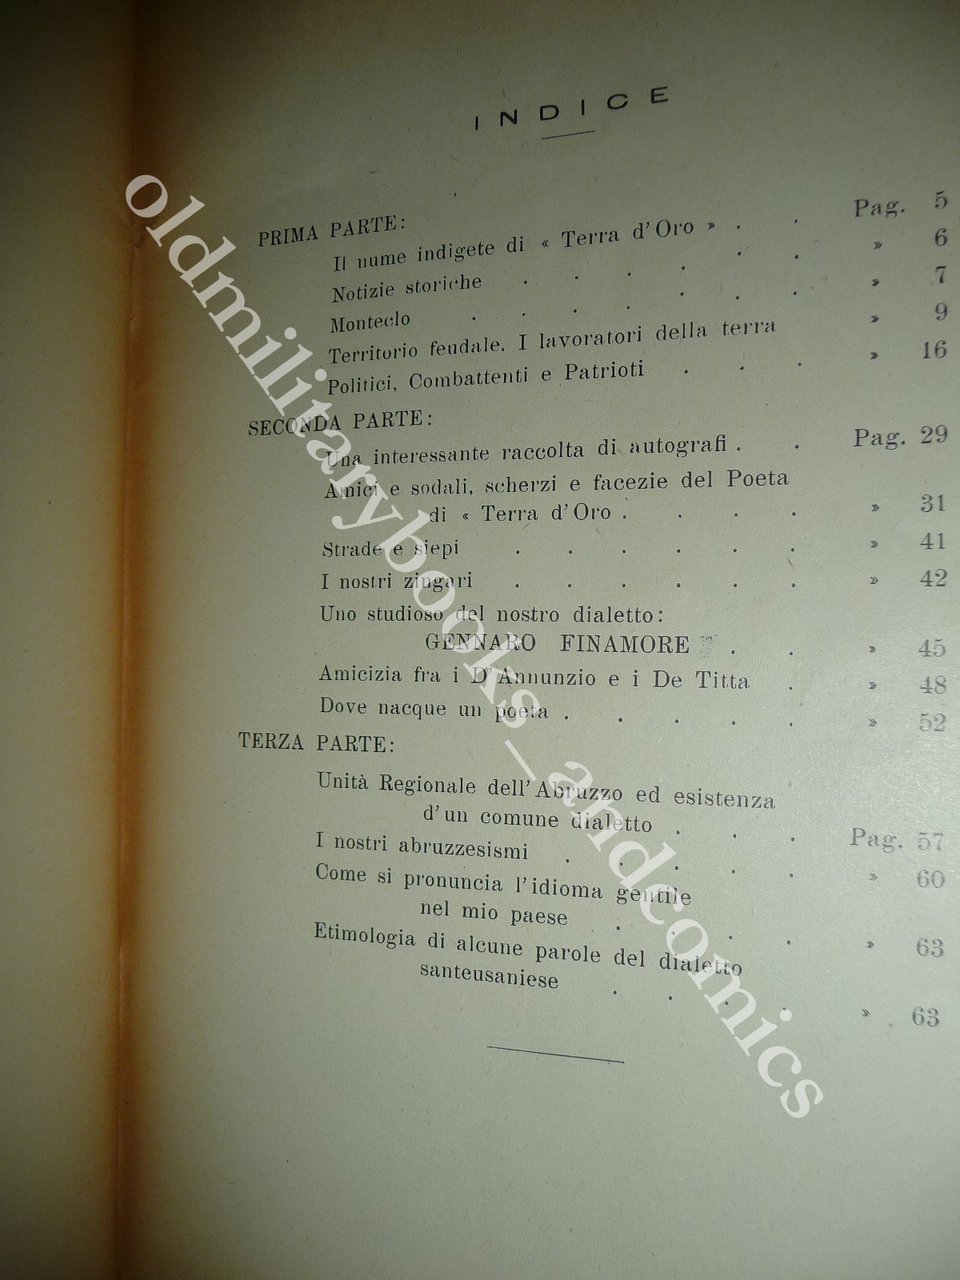 INDICE
PRIMA PARTE:
Il nume indigete di « Terra d'Oro » . . Pag. 5
Notizie storiche . . . . . . » 6
Monteclo . . . . . . . » 7
Territorio feudale. I lavoratori della terra » 9
Politici, Combattenti e Patrioti . . . » 16
SECONDA PARTE:
Una interessante raccolta di autografi . . Pag. 29
Amici e sodali, scherzi e facezie del Poeta
di « Terra d'Oro . . . . » 31
Strade e siepi . . . . . . » 41
I nostri zingari . . . . . . » 42
Uno studioso del nostro dialetto:
GENNARO FINAMORE . . » 45
Amicizia fra i D'Annunzio e i De Titta . » 48
Dove nacque un poeta . . . . . » 52
TERZA PARTE:
Unità Regionale dell'Abruzzo ed esistenza
d'un comune dialetto . . . Pag. 57
I nostri abruzzesismi . . . . . » 60
Come si pronuncia l'idioma gentile
nel mio paese . . . . » 63
Etimologia di alcune parole del dialetto
santeusaniese . . . . » 63
oldmilitarybooks_andcomics